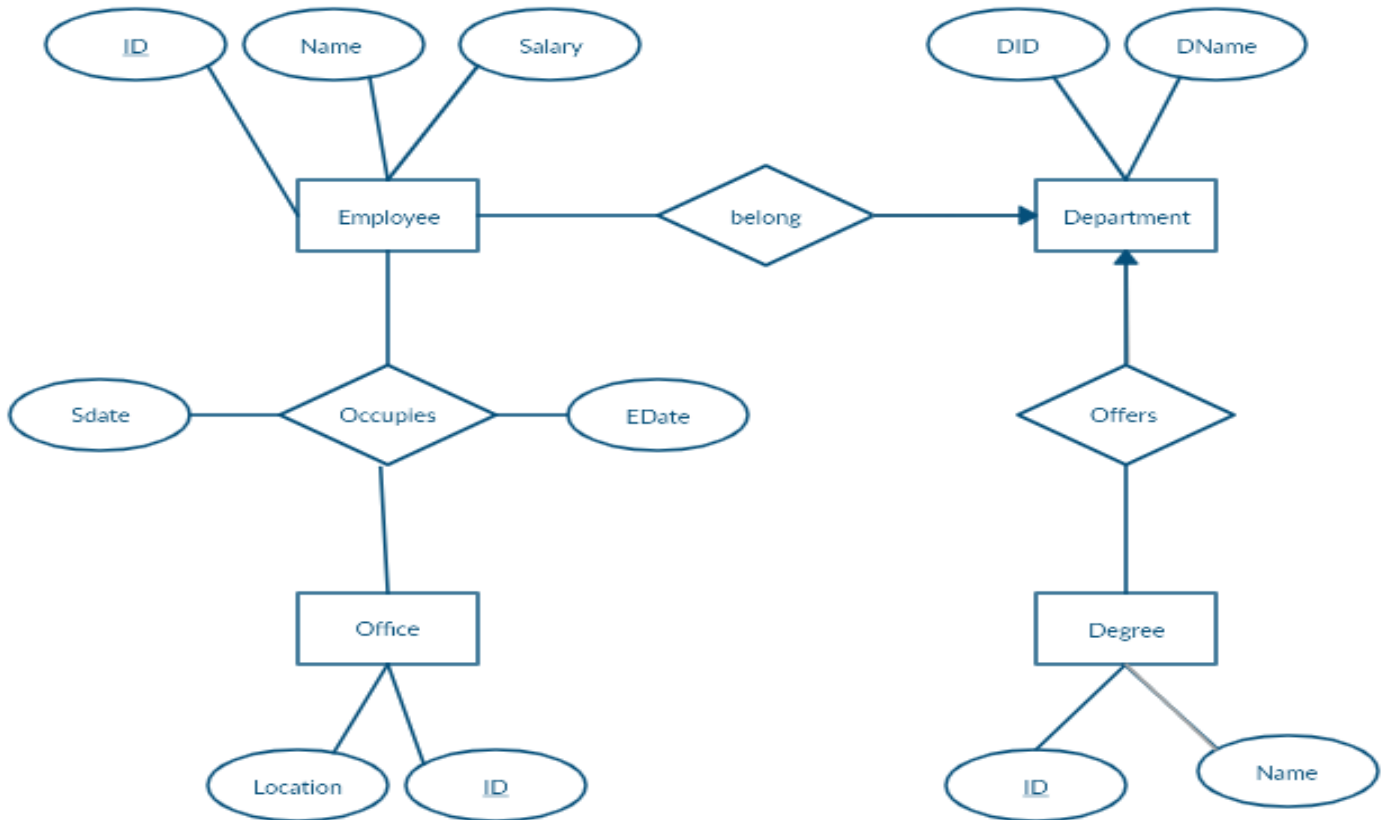 ID
Name
Salary
DID
DName
Employee
belong
Department
Sdate
Occupies
EDate
Offers
Office
Degree
Location
ID
ID
Name